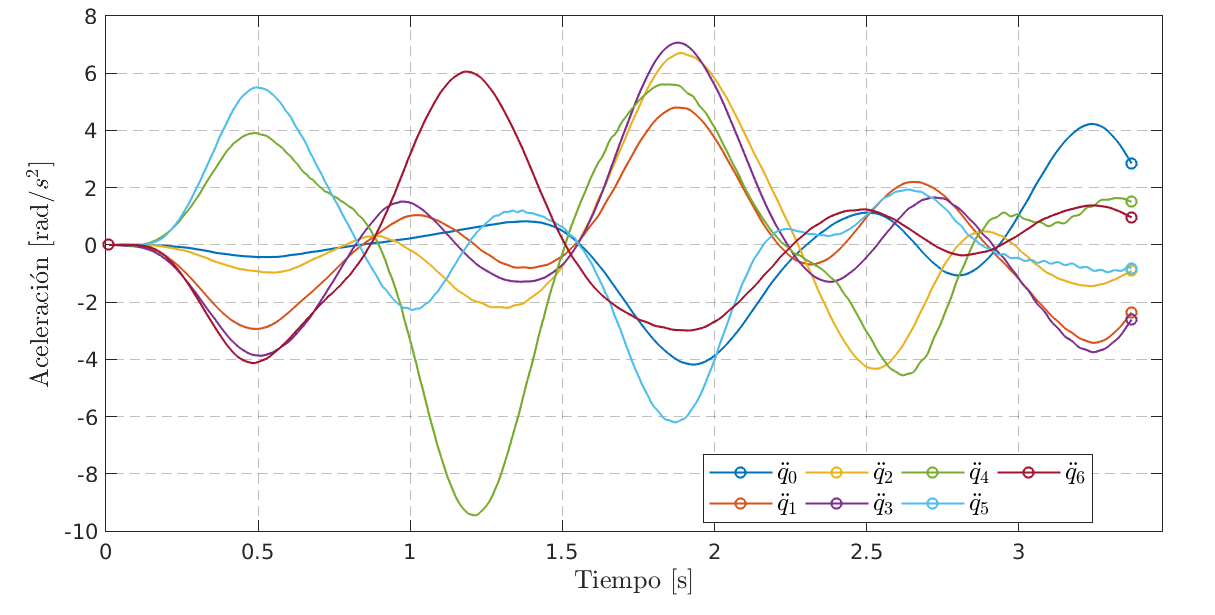 Aceleración [rad/s²]
8
6
4
2
0
-2
-4
-6
-8
-10
0 0.5 1 1.5 2 2.5 3
Tiempo [s]
q̈₀ q̈₂ q̈₄ q̈₆
q̈₁ q̈₃ q̈₅